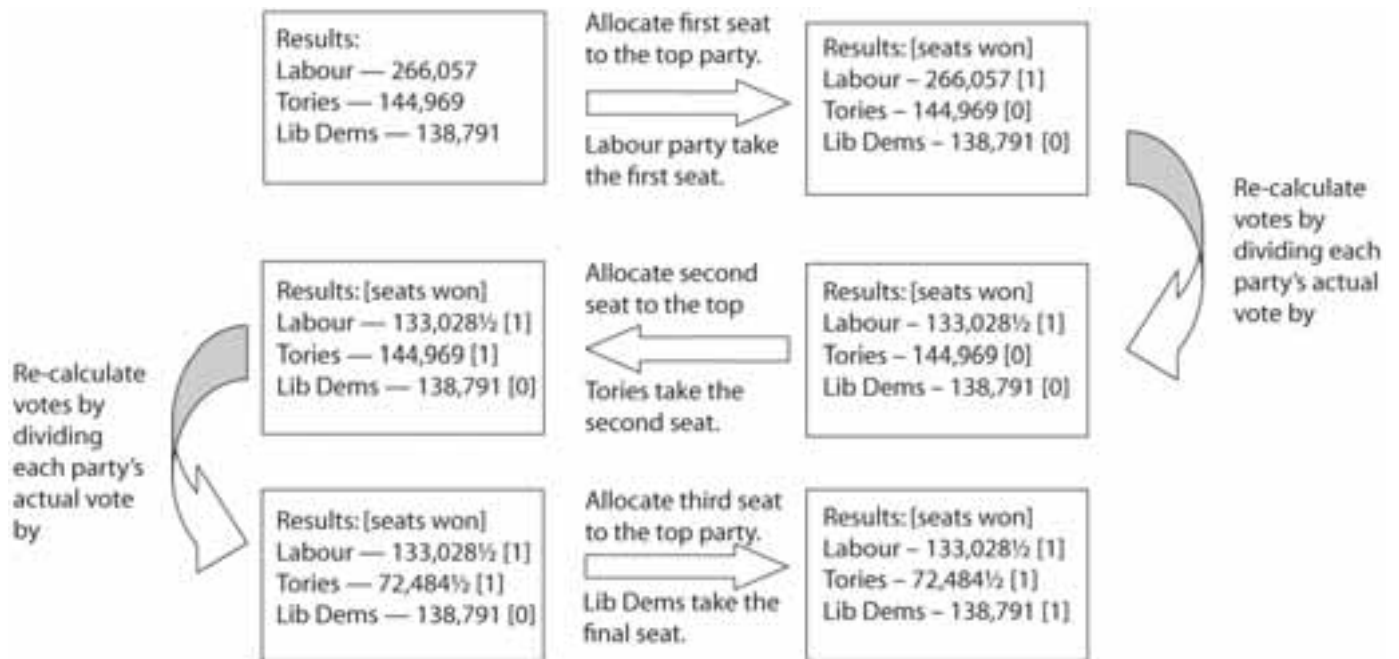 Results:
Labour — 266,057
Tories — 144,969
Lib Dems — 138,791
Allocate first seat
to the top party.
Labour party take
the first seat.
Results: [seats won]
Labour – 266,057 [1]
Tories – 144,969 [0]
Lib Dems – 138,791 [0]
Re-calculate
votes by
dividing each
party's actual
vote by
Results: [seats won]
Labour – 133,028½ [1]
Tories – 144,969 [0]
Lib Dems – 138,791 [0]
Allocate second
seat to the top
Tories take the
second seat.
Results: [seats won]
Labour — 133,028½ [1]
Tories — 144,969 [1]
Lib Dems — 138,791 [0]
Re-calculate
votes by
dividing
each party's
actual vote
by
Results: [seats won]
Labour — 133,028½ [1]
Tories — 72,484½ [1]
Lib Dems — 138,791 [0]
Allocate third seat
to the top party.
Lib Dems take the
final seat.
Results: [seats won]
Labour – 133,028½ [1]
Tories – 72,484½ [1]
Lib Dems – 138,791 [1]